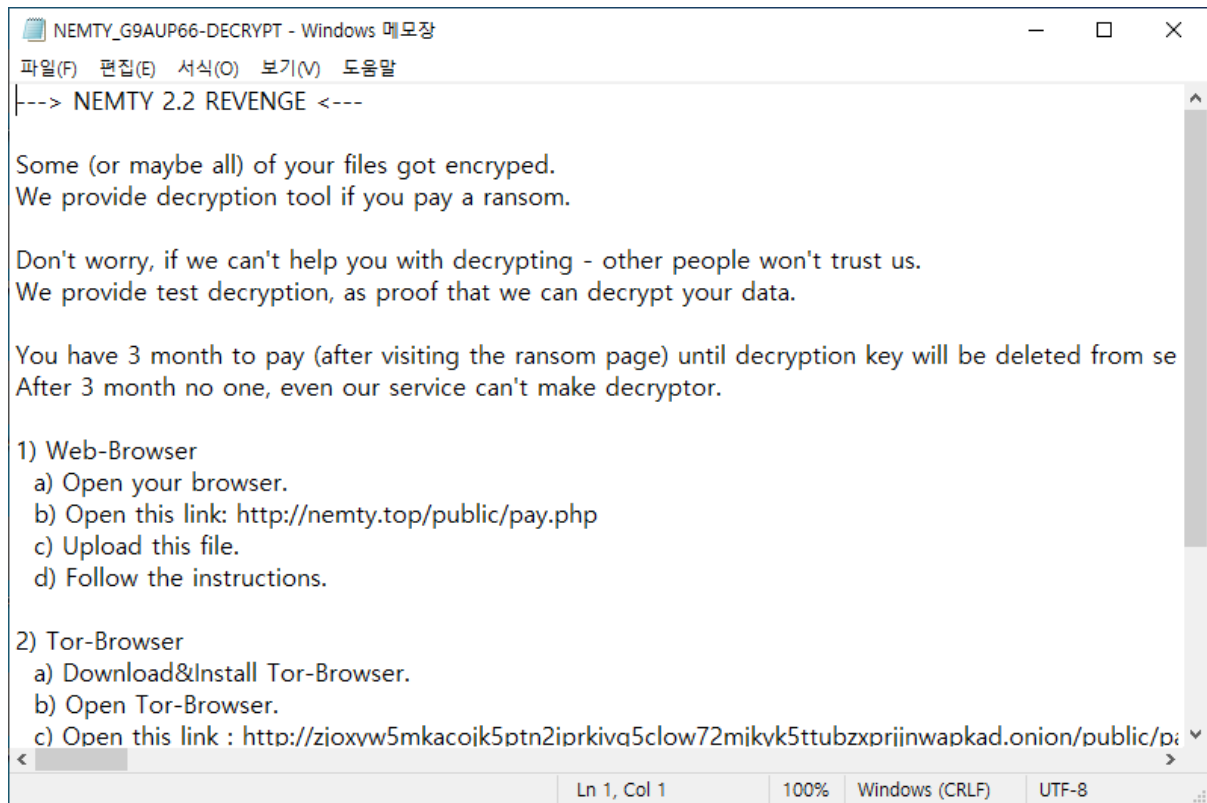 NEMTY_G9AUP66-DECRYPT - Windows 메모장
파일(F) 편집(E) 서식(O) 보기(V) 도움말
---> NEMTY 2.2 REVENGE <---
Some (or maybe all) of your files got encryped.
We provide decryption tool if you pay a ransom.
Don't worry, if we can't help you with decrypting - other people won't trust us.
We provide test decryption, as proof that we can decrypt your data.
You have 3 month to pay (after visiting the ransom page) until decryption key will be deleted from se
After 3 month no one, even our service can't make decryptor.
1) Web-Browser
a) Open your browser.
b) Open this link: http://nemty.top/public/pay.php
c) Upload this file.
d) Follow the instructions.
2) Tor-Browser
a) Download&Install Tor-Browser.
b) Open Tor-Browser.
c) Open this link :
Ln 1, Col 1 100% Windows (CRLF) UTF-8